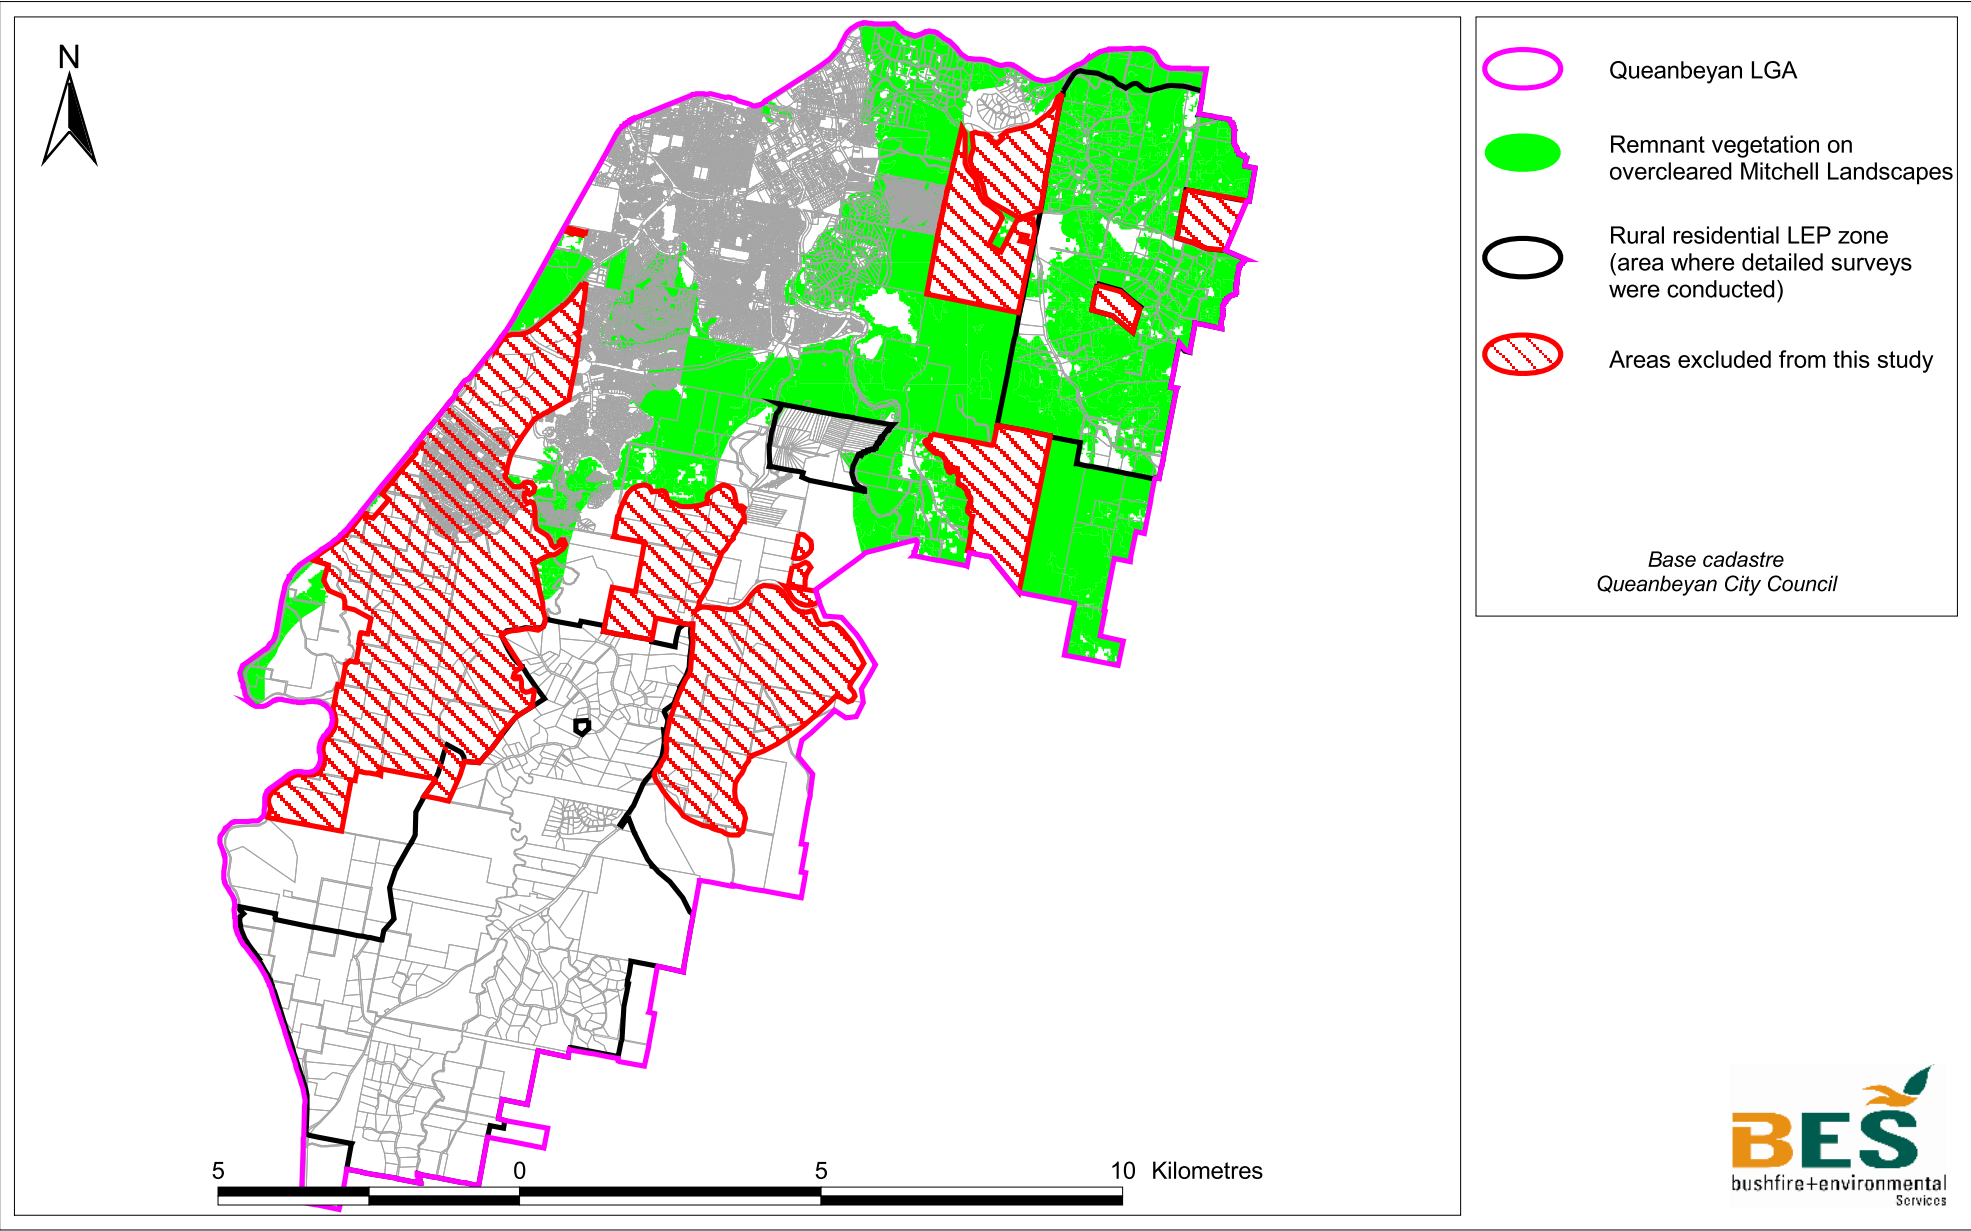 N
Queanbeyan LGA
Remnant vegetation on
overcleared Mitchell Landscapes
Rural residential LEP zone
(area where detailed surveys
were conducted)
Areas excluded from this study
Base cadastre
Queanbeyan City Council
5 0 5 10 Kilometres
BES
bushfire+environmental
Services